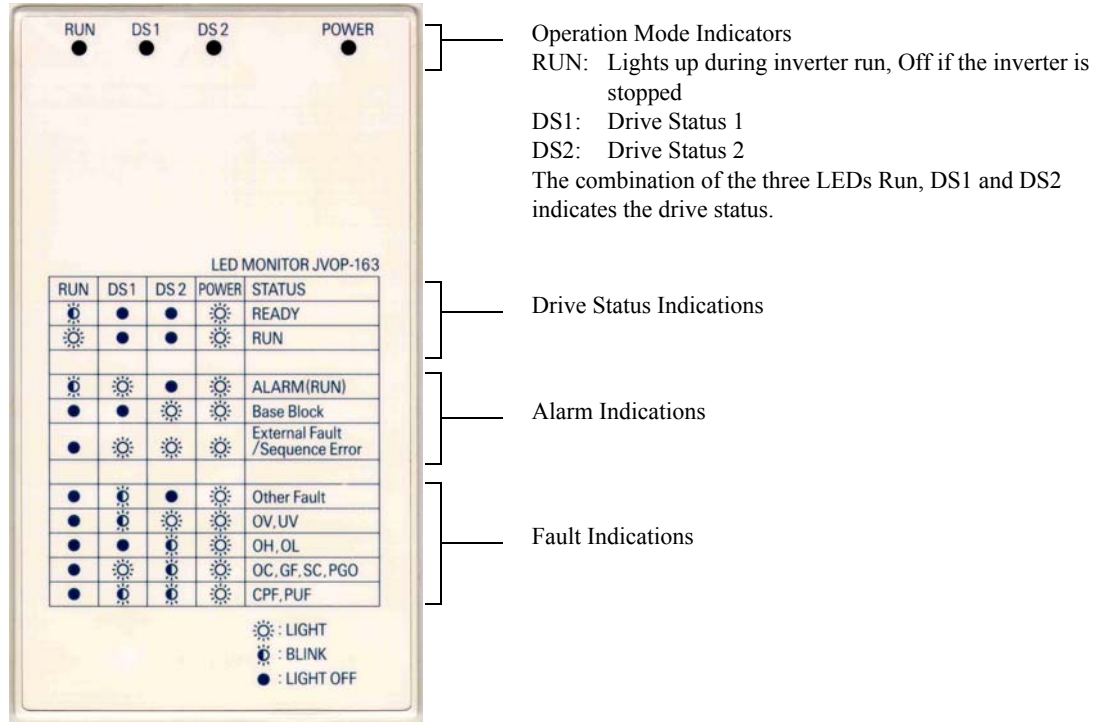 RUN DS1 DS2 POWER
Operation Mode Indicators
RUN: Lights up during inverter run, Off if the inverter is
stopped
DS1: Drive Status 1
DS2: Drive Status 2
The combination of the three LEDs Run, DS1 and DS2
indicates the drive status.
LED MONITOR JVOP-163
RUN DS1 DS2 POWER STATUS
READY
RUN
Drive Status Indications
ALARM(RUN)
Base Block
External Fault
/Sequence Error
Alarm Indications
Other Fault
OV,UV
OH,OL
OC,GF,SC,PGO
CPF,PUF
Fault Indications
: LIGHT
: BLINK
: LIGHT OFF